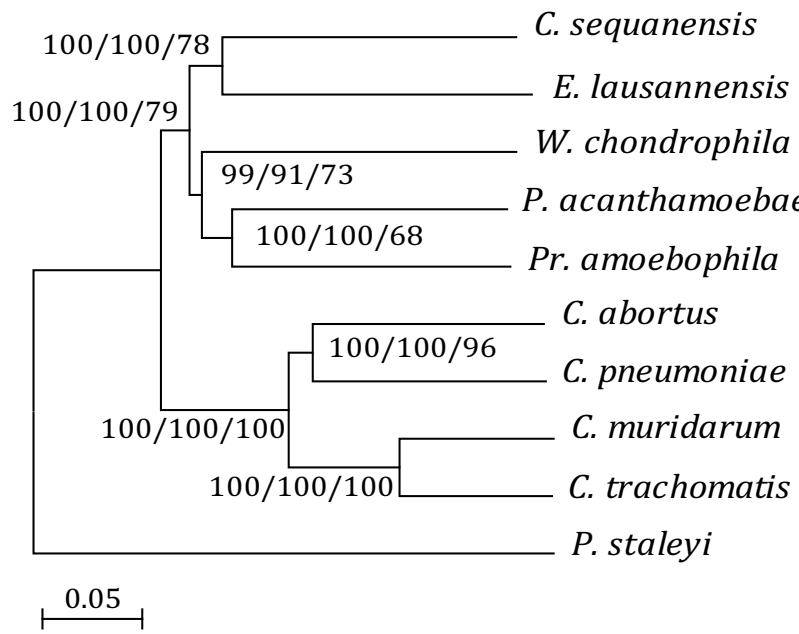 C. sequanensis
100/100/78
E. lausannensis
100/100/79
W. chondrophila
99/91/73
P. acanthamoebae
100/100/68
Pr. amoebophila
C. abortus
100/100/96
C. pneumoniae
C. muridarum
100/100/100
100/100/100
C. trachomatis
P. staleyi
0.05